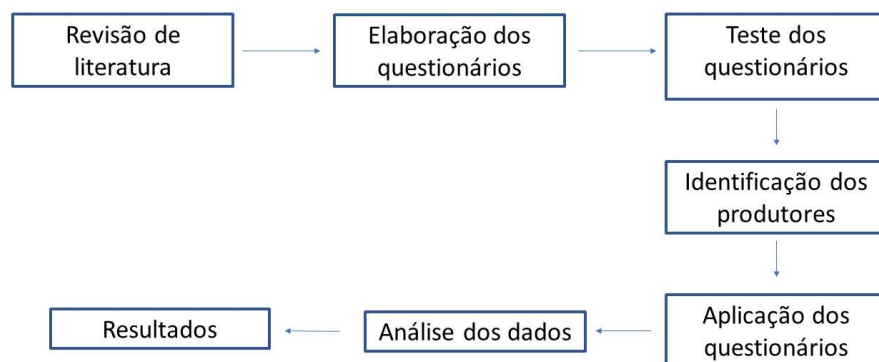 Revisão de
literatura
Elaboração dos
questionários
Teste dos
questionários
Identificação dos
produtores
Aplicação dos
questionários
Análise dos dados
Resultados